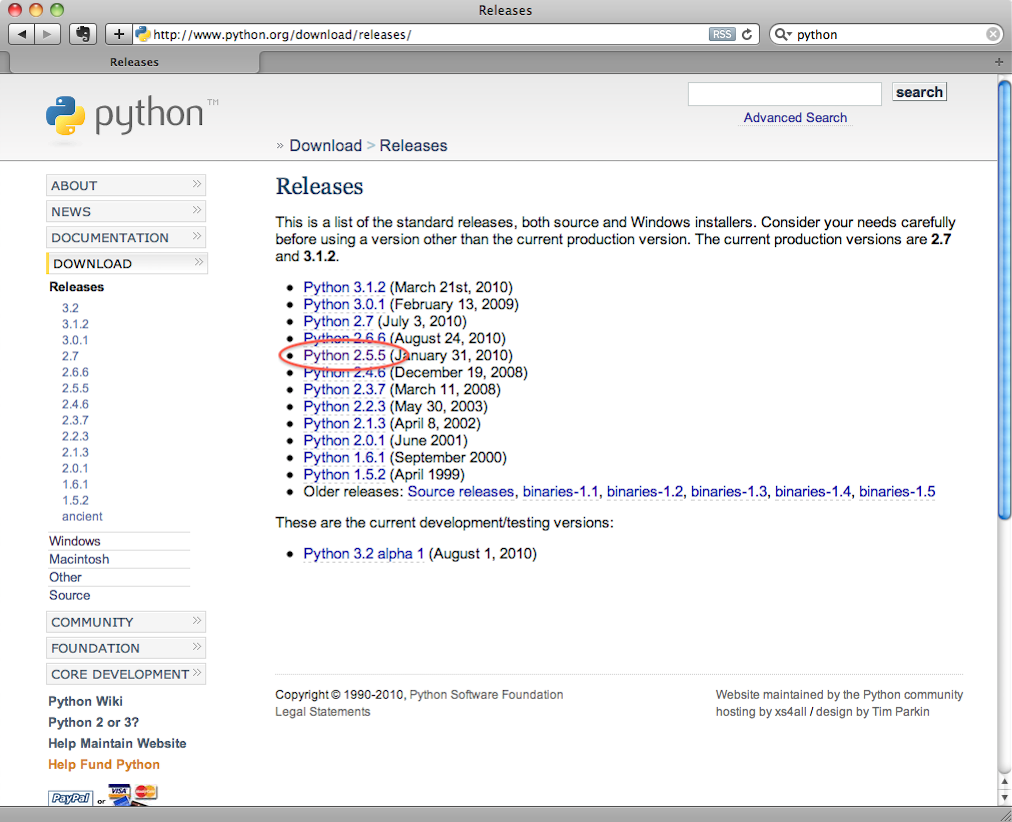 Releases
http://www.python.org/download/releases/
RSS
python
Releases
python™
search
Advanced Search
» Download > Releases
ABOUT »
NEWS »
DOCUMENTATION »
DOWNLOAD »
Releases
3.2
3.1.2
3.0.1
2.7
2.6.6
2.5.5
2.4.6
2.3.7
2.2.3
2.1.3
2.0.1
1.6.1
1.5.2
ancient
Windows
Macintosh
Other
Source
COMMUNITY »
FOUNDATION »
CORE DEVELOPMENT »
Python Wiki
Python 2 or 3?
Help Maintain Website
Help Fund Python
PayPal or VISA MasterCard
Releases
This is a list of the standard releases, both source and Windows installers. Consider your needs carefully
before using a version other than the current production version. The current production versions are 2.7
and 3.1.2.
• Python 3.1.2 (March 21st, 2010)
• Python 3.0.1 (February 13, 2009)
• Python 2.7 (July 3, 2010)
• Python 2.6.6 (August 24, 2010)
• Python 2.5.5 (January 31, 2010)
• Python 2.4.6 (December 19, 2008)
• Python 2.3.7 (March 11, 2008)
• Python 2.2.3 (May 30, 2003)
• Python 2.1.3 (April 8, 2002)
• Python 2.0.1 (June 2001)
• Python 1.6.1 (September 2000)
• Python 1.5.2 (April 1999)
• Older releases: Source releases, binaries-1.1, binaries-1.2, binaries-1.3, binaries-1.4, binaries-1.5
These are the current development/testing versions:
• Python 3.2 alpha 1 (August 1, 2010)
Copyright © 1990-2010, Python Software Foundation
Legal Statements
Website maintained by the Python community
hosting by xs4all / design by Tim Parkin